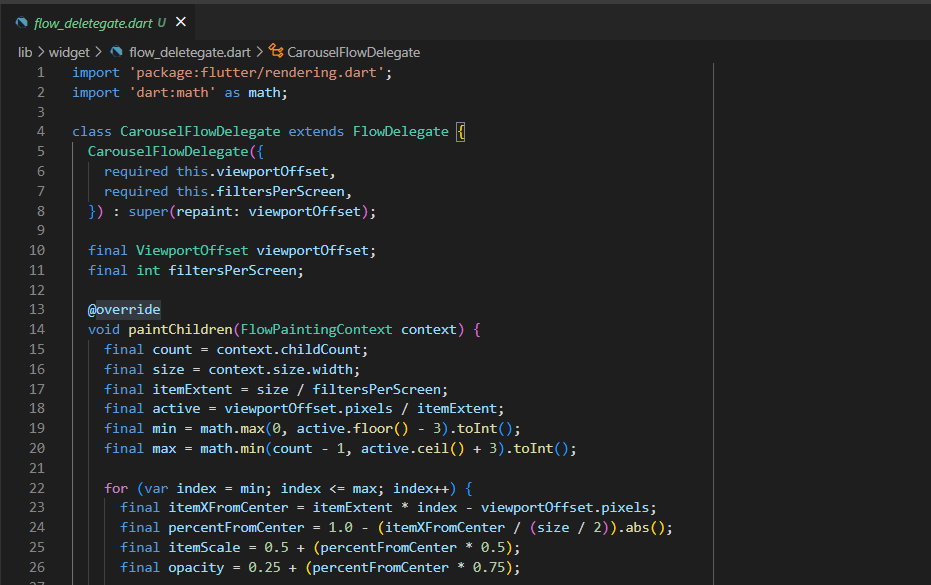 flow_deletegate.dart U ×
lib > widget > flow_deletegate.dart > CarouselFlowDelegate
1 import 'package:flutter/rendering.dart';
2 import 'dart:math' as math;
3
4 class CarouselFlowDelegate extends FlowDelegate {
5   CarouselFlowDelegate({
6     required this.viewportOffset,
7     required this.filtersPerScreen,
8   }) : super(repaint: viewportOffset);
9
10   final ViewportOffset viewportOffset;
11   final int filtersPerScreen;
12
13   @override
14   void paintChildren(FlowPaintingContext context) {
15     final count = context.childCount;
16     final size = context.size.width;
17     final itemExtent = size / filtersPerScreen;
18     final active = viewportOffset.pixels / itemExtent;
19     final min = math.max(0, active.floor() - 3).toInt();
20     final max = math.min(count - 1, active.ceil() + 3).toInt();
21
22     for (var index = min; index <= max; index++) {
23       final itemXFromCenter = itemExtent * index - viewportOffset.pixels;
24       final percentFromCenter = 1.0 - (itemXFromCenter / (size / 2)).abs();
25       final itemScale = 0.5 + (percentFromCenter * 0.5);
26       final opacity = 0.25 + (percentFromCenter * 0.75);